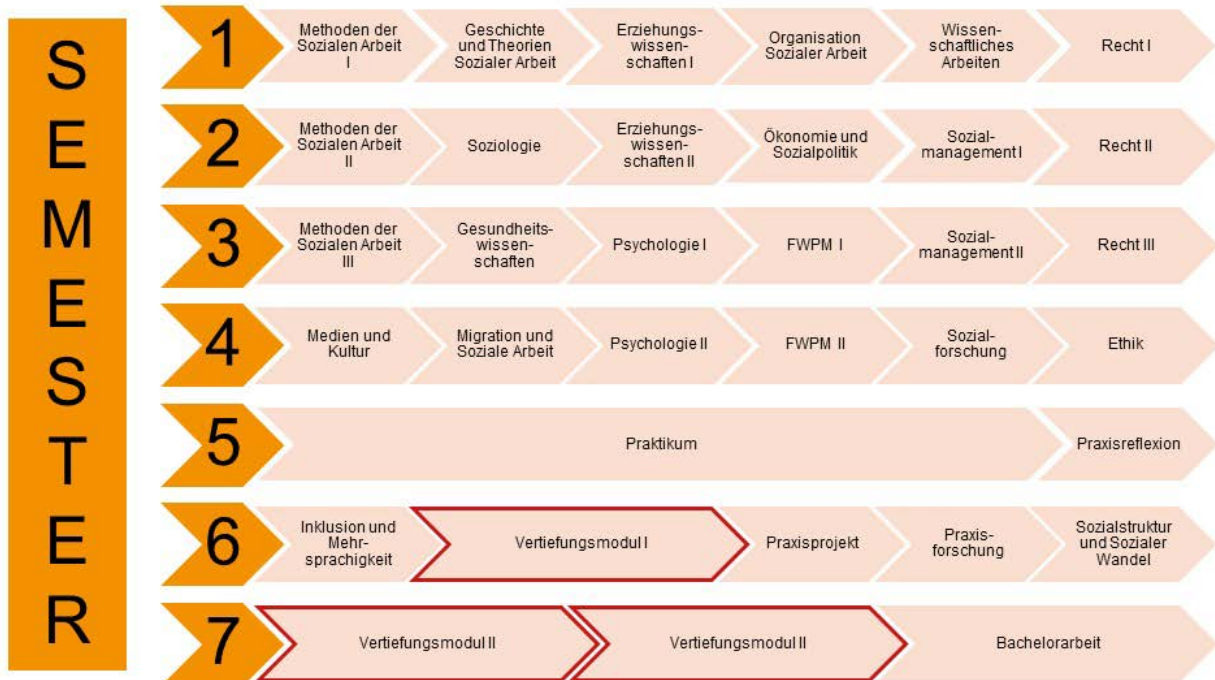 SEMESTER
1
Methoden der
Sozialen Arbeit
I
Geschichte
und Theorien
Sozialer Arbeit
Erziehungs-
wissen-
schaften I
Organisation
Sozialer Arbeit
Wissen-
schaftliches
Arbeiten
Recht I
2
Methoden der
Sozialen Arbeit
II
Soziologie
Erziehungs-
wissen-
schaften II
Ökonomie und
Sozialpolitik
Sozial-
management I
Recht II
3
Methoden der
Sozialen Arbeit
III
Gesundheits-
wissen-
schaften
Psychologie I
FWPM I
Sozial-
management II
Recht III
4
Medien und
Kultur
Migration und
Soziale Arbeit
Psychologie II
FWPM II
Sozial-
forschung
Ethik
5
Praktikum
Praxisreflexion
6
Inklusion und
Mehr-
sprachigkeit
Vertiefungsmodul I
Praxisprojekt
Praxis-
forschung
Sozialstruktur
und Sozialer
Wandel
7
Vertiefungsmodul II
Vertiefungsmodul II
Bachelorarbeit